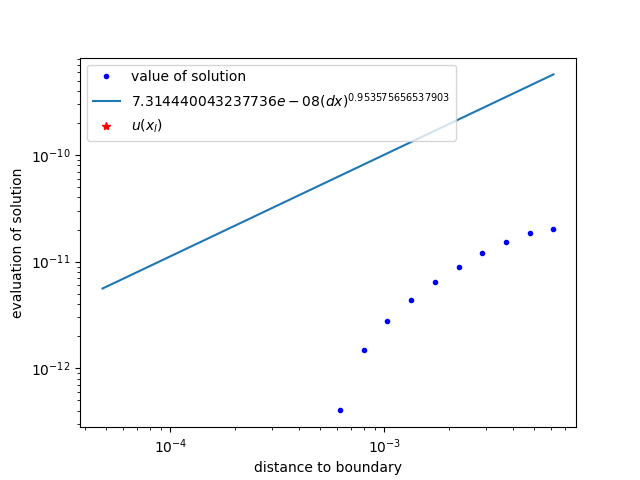 value of solution
7.314440043237736e − 08(dx)^0.953575656537903
u(x_l)
10^−10
10^−11
10^−12
evaluation of solution
10^−4
10^−3
distance to boundary